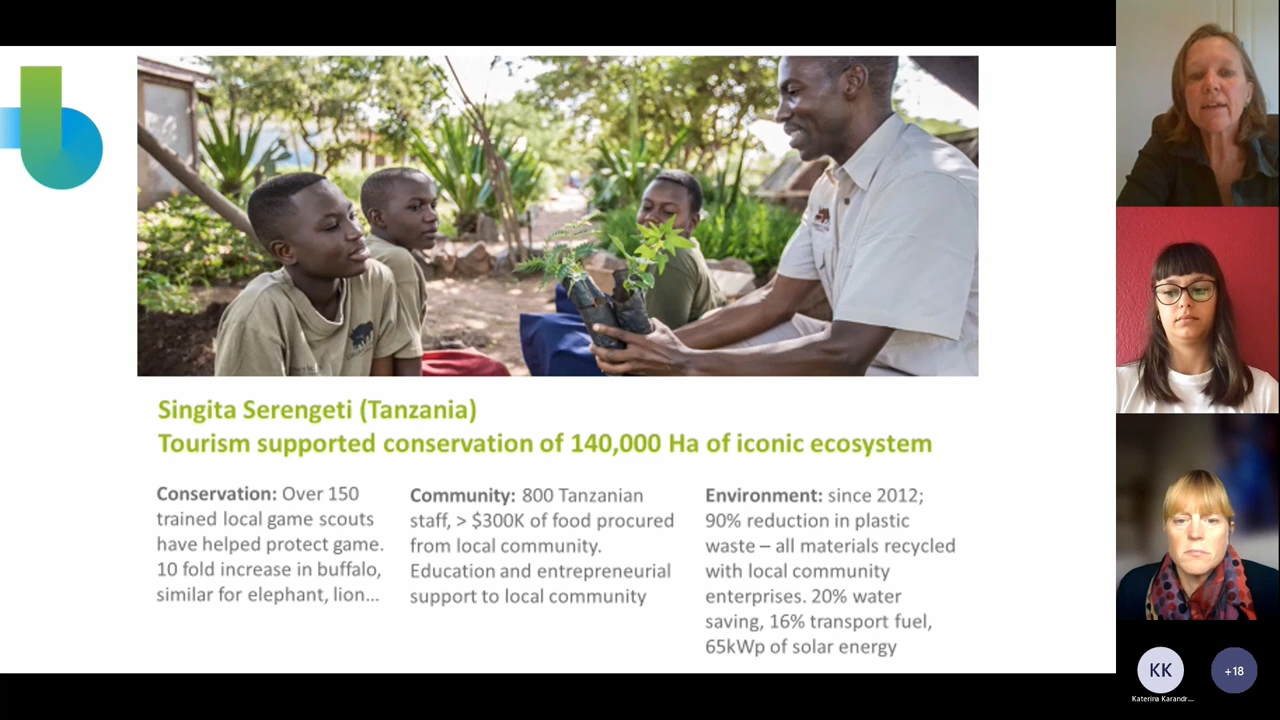 Singita Serengeti (Tanzania)
Tourism supported conservation of 140,000 Ha of iconic ecosystem
Conservation: Over 150
trained local game scouts
have helped protect game.
10 fold increase in buffalo,
similar for elephant, lion...
Community: 800 Tanzanian
staff, > $300K of food procured
from local community.
Education and entrepreneurial
support to local community
Environment: since 2012;
90% reduction in plastic
waste – all materials recycled
with local community
enterprises. 20% water
saving, 16% transport fuel,
65kWp of solar energy
KK
+18
Katerina Karandr...